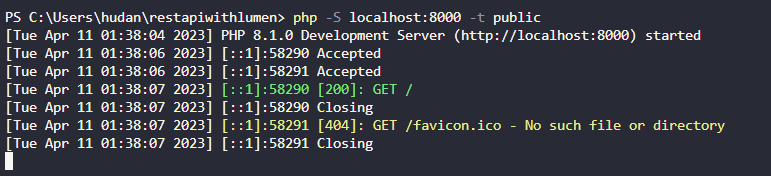 PS C:\Users\hudan\restapiwithlumen> php -S localhost:8000 -t public
[Tue Apr 11 01:38:04 2023] PHP 8.1.0 Development Server (http://localhost:8000) started
[Tue Apr 11 01:38:06 2023] [::1]:58290 Accepted
[Tue Apr 11 01:38:06 2023] [::1]:58291 Accepted
[Tue Apr 11 01:38:07 2023] [::1]:58290 [200]: GET /
[Tue Apr 11 01:38:07 2023] [::1]:58290 Closing
[Tue Apr 11 01:38:07 2023] [::1]:58291 [404]: GET /favicon.ico - No such file or directory
[Tue Apr 11 01:38:07 2023] [::1]:58291 Closing